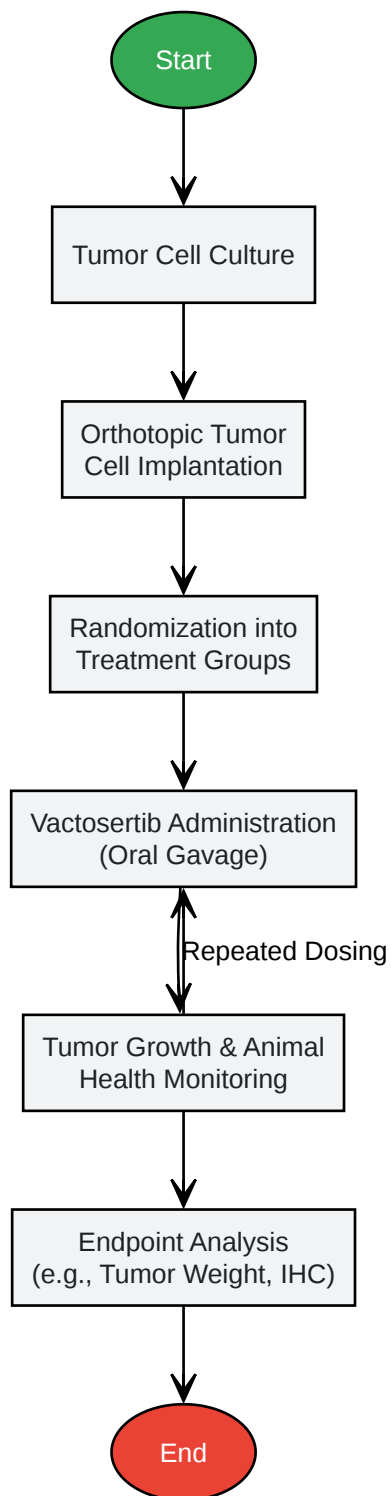 Start
Tumor Cell Culture
Orthotopic Tumor
Cell Implantation
Randomization into
Treatment Groups
Vactosertib Administration
(Oral Gavage)
Repeated Dosing
Tumor Growth & Animal
Health Monitoring
Endpoint Analysis
(e.g., Tumor Weight, IHC)
End